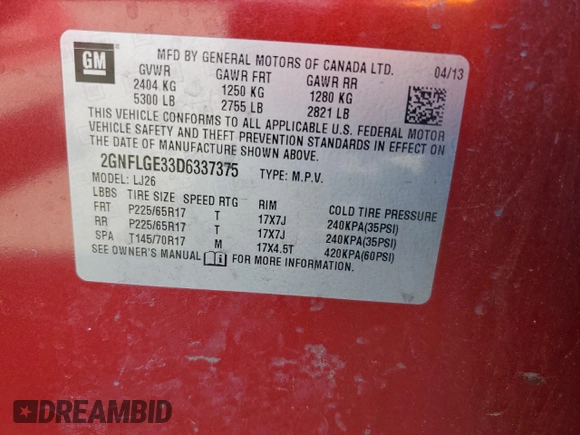 GM
MFD BY GENERAL MOTORS OF CANADA LTD. 04/13
GVWR GAWR FRT GAWR RR
2404 KG 1250 KG 1280 KG
5300 LB 2755 LB 2821 LB
THIS VEHICLE CONFORMS TO ALL APPLICABLE U.S. FEDERAL MOTOR
VEHICLE SAFETY AND THEFT PREVENTION STANDARDS IN EFFECT ON
THE DATE OF MANUFACTURE SHOWN ABOVE.
2GNFLGE33D6337375 TYPE: M.P.V.
MODEL: LJ26
LBBS TIRE SIZE SPEED RTG RIM COLD TIRE PRESSURE
FRT P225/65R17 T 17X7J 240KPA(35PSI)
RR P225/65R17 T 17X7J 240KPA(35PSI)
SPA T145/70R17 M 17X4.5T 420KPA(60PSI)
SEE OWNER'S MANUAL FOR MORE INFORMATION.
DREAMBID